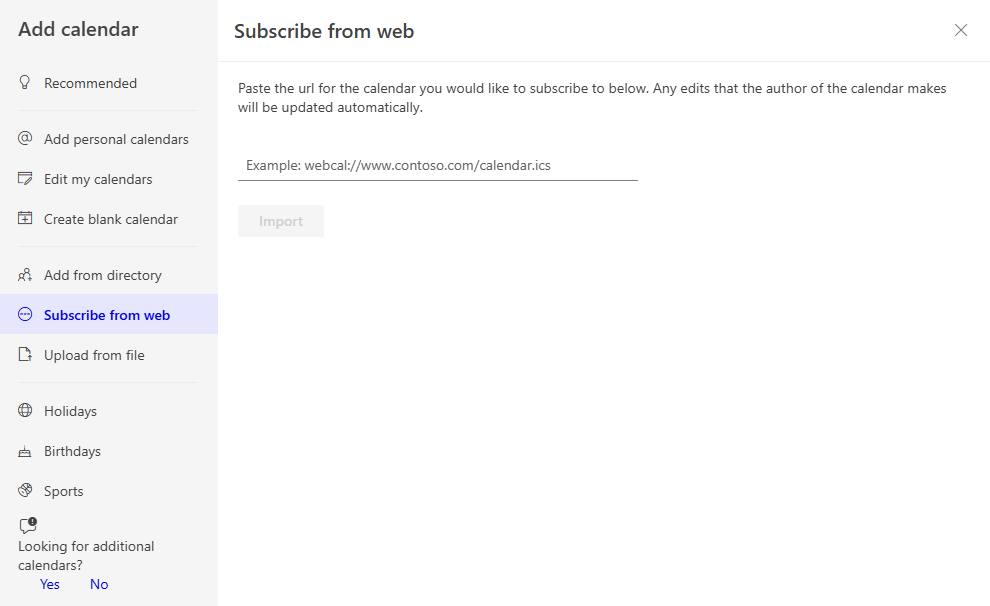 Add calendar
Recommended
Add personal calendars
Edit my calendars
Create blank calendar
Add from directory
Subscribe from web
Upload from file
Holidays
Birthdays
Sports
Looking for additional
calendars?
Yes No
Subscribe from web
Paste the url for the calendar you would like to subscribe to below. Any edits that the author of the calendar makes
will be updated automatically.
Example: webcal://www.contoso.com/calendar.ics
Import